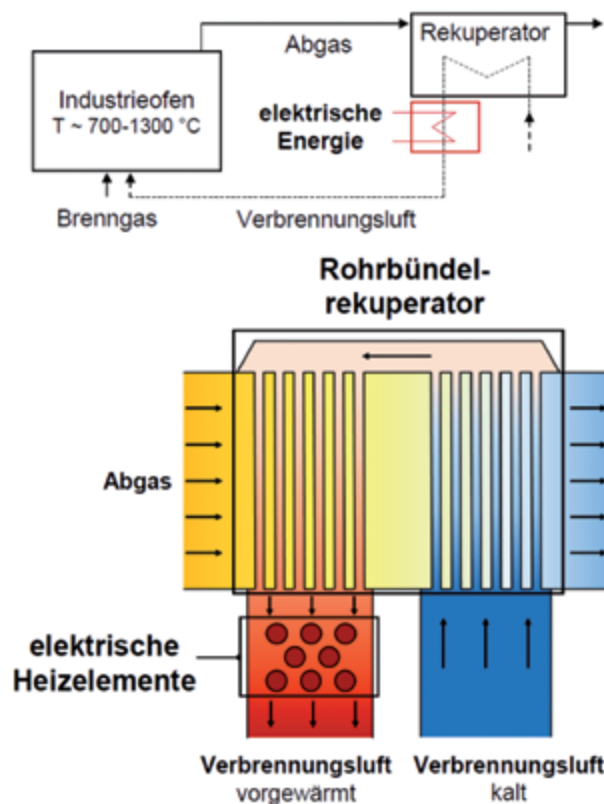 Abgas
Rekuperator
Industrieofen
T ~ 700-1300 °C
elektrische
Energie
Brenngas
Verbrennungsluft
Rohrbündel-
rekuperator
Abgas
elektrische
Heizelemente
Verbrennungsluft
vorgewärmt
Verbrennungsluft
kalt